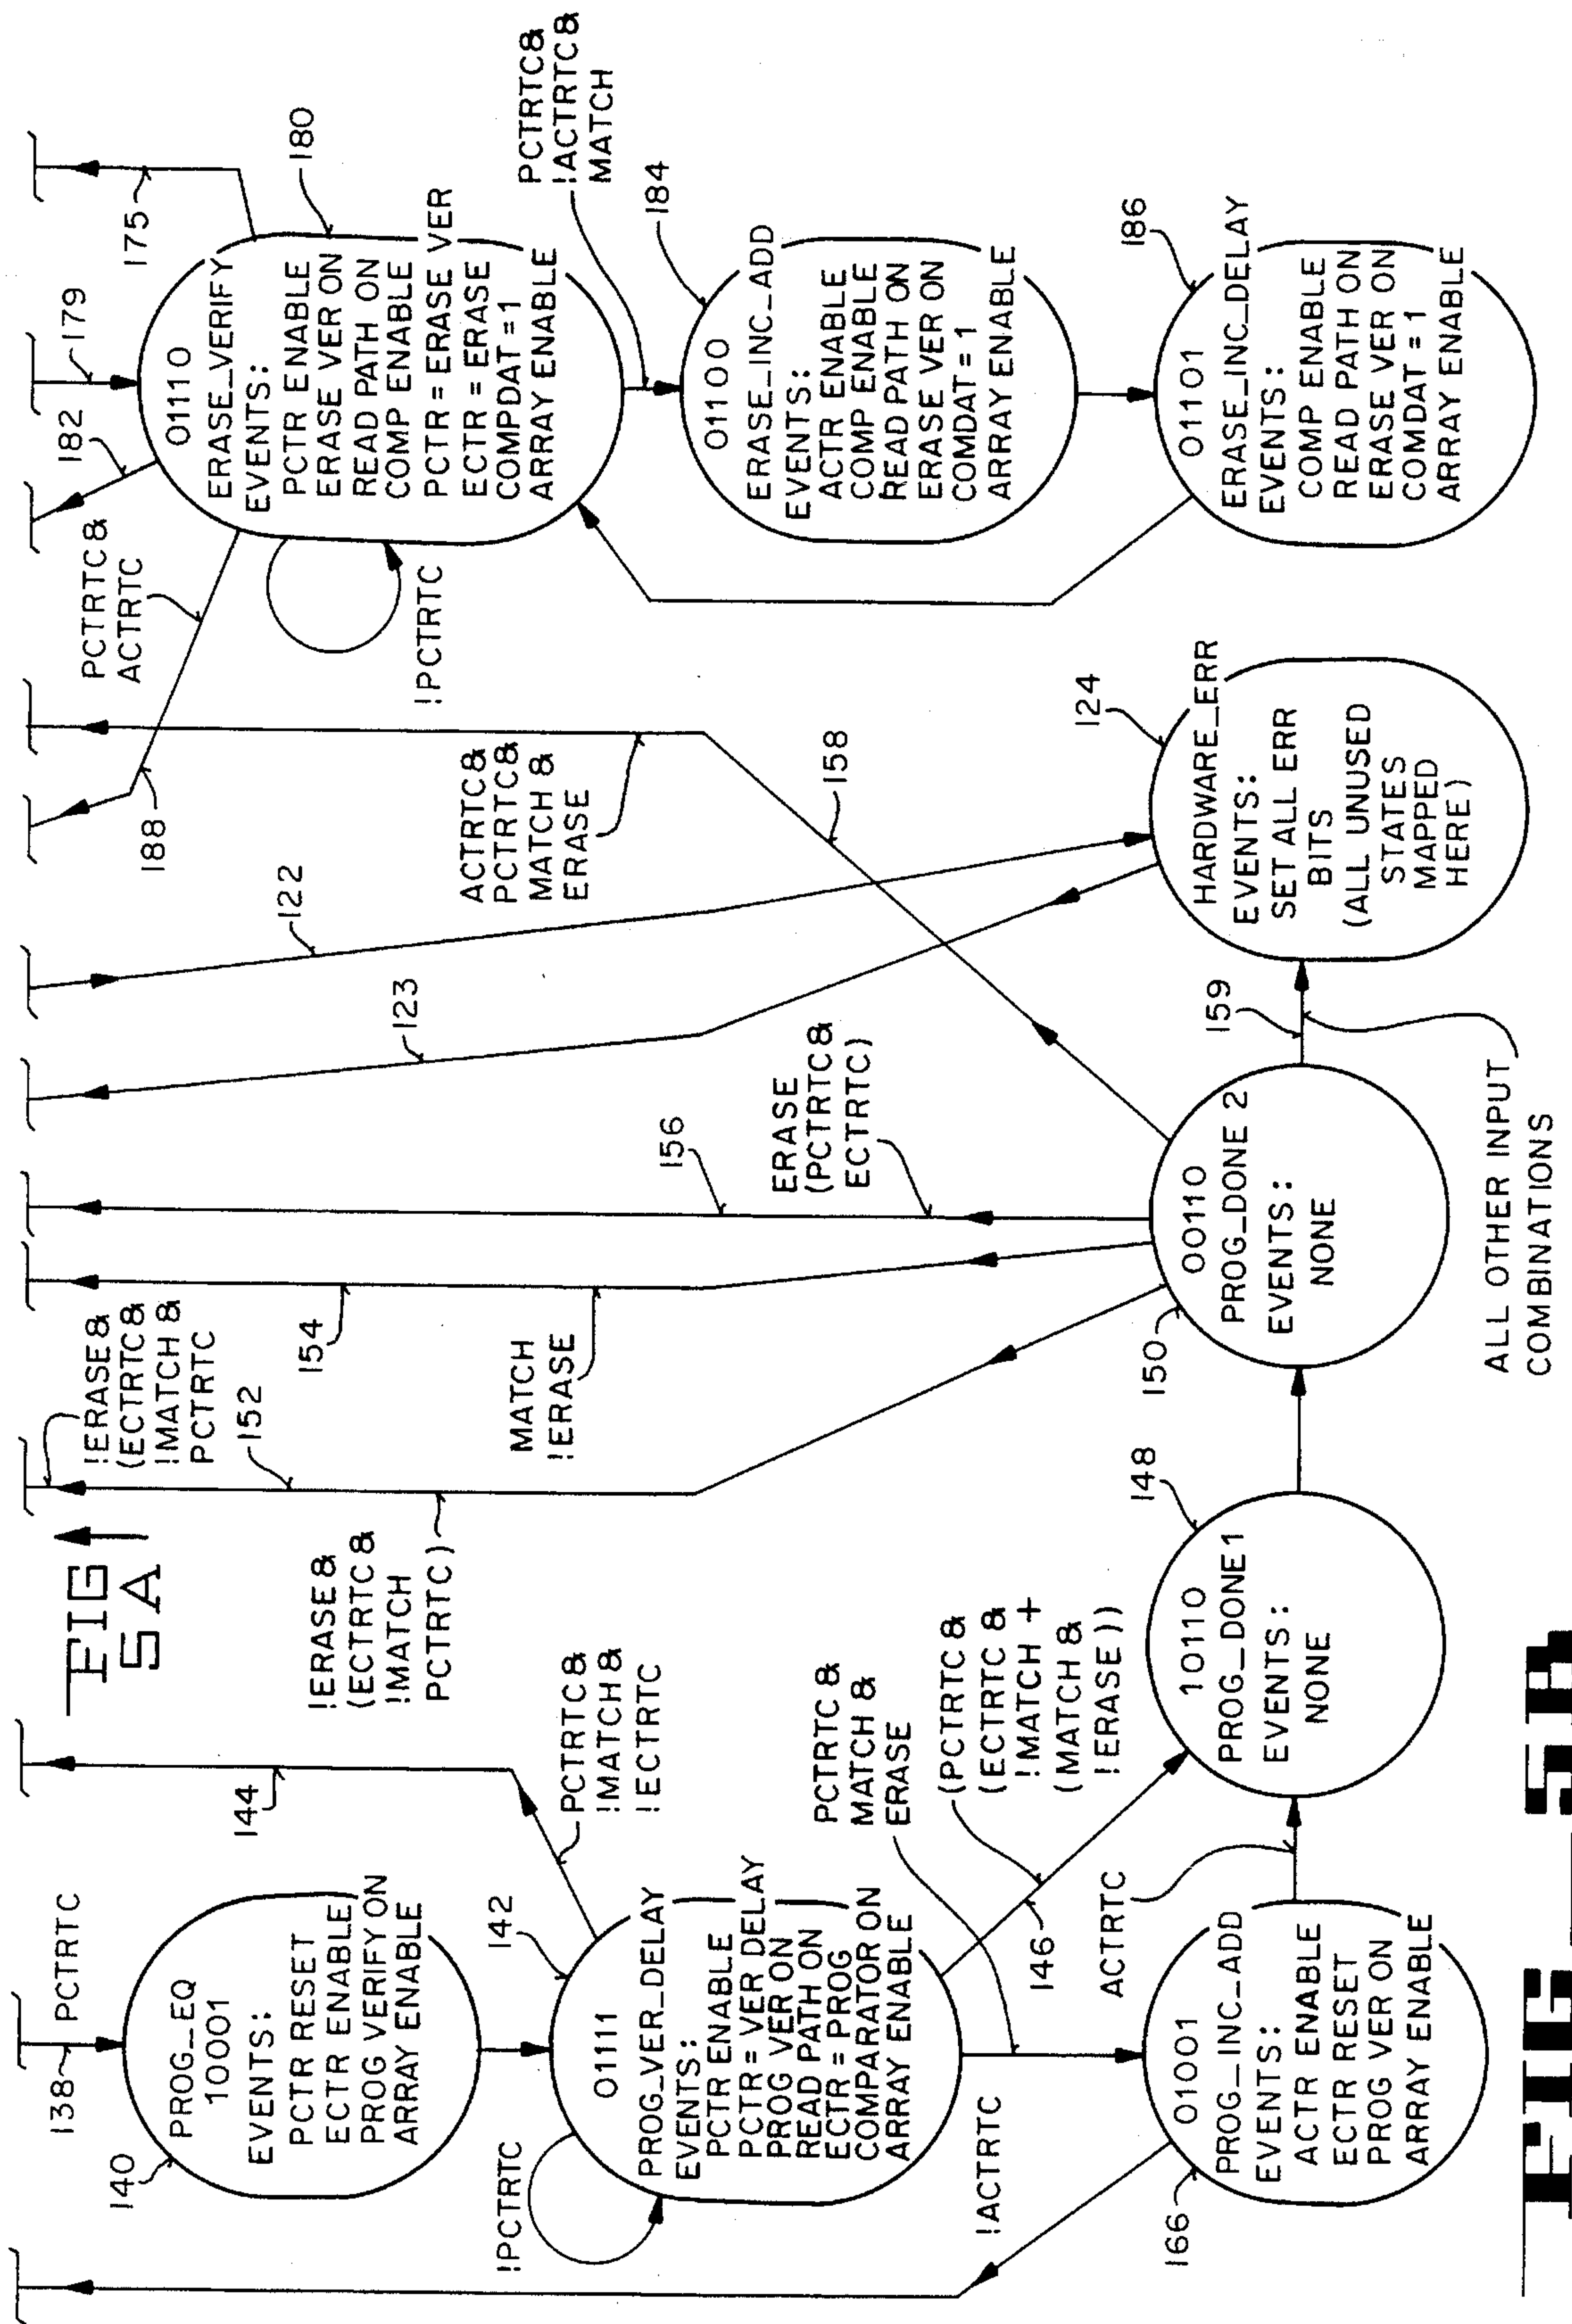 FIG
5A
138
PCTRTC
140
PROG_EQ
10001
EVENTS:
PCTR RESET
ECTR ENABLE
PROG VERIFY ON
ARRAY ENABLE
!PCTRTC
142
01111
PROG_VER_DELAY
EVENTS:
PCTR ENABLE
PCTR = VER DELAY
PROG VER ON
READ PATH ON
ECTR = PROG
COMPARATOR ON
ARRAY ENABLE
144
PCTRTC &
!MATCH &
!ECTRTC
!ACTRTC
PCTRTC &
MATCH &
ERASE
146
(PCTRTC &
(ECTRTC &
!MATCH +
(MATCH &
!ERASE))
166
01001
PROG_INC_ADD
EVENTS:
ACTR ENABLE
ECTR RESET
PROG VER ON
ARRAY ENABLE
ACTRTC
148
10110
PROG_DONE 1
EVENTS:
NONE
!ERASE &
(ECTRTC &
!MATCH &
PCTRTC
152
!ERASE &
(ECTRTC &
!MATCH
PCTRTC)
154
MATCH
!ERASE
156
ERASE
(PCTRTC &
ECTRTC)
150
00110
PROG_DONE 2
EVENTS:
NONE
158
ACTRTC &
PCTRTC &
MATCH &
ERASE
159
ALL OTHER INPUT
COMBINATIONS
123
122
124
HARDWARE_ERR
EVENTS:
SET ALL ERR
BITS
(ALL UNUSED
STATES
MAPPED
HERE)
188
PCTRTC &
ACTRTC
182
179
175
180
01110
ERASE_VERIFY
EVENTS:
PCTR ENABLE
ERASE VER ON
READ PATH ON
COMP ENABLE
PCTR = ERASE VER
ECTR = ERASE
COMPDAT = 1
ARRAY ENABLE
!PCTRTC
PCTRTC &
!ACTRTC &
MATCH
184
01100
ERASE_INC_ADD
EVENTS:
ACTR ENABLE
COMP ENABLE
READ PATH ON
ERASE VER ON
COMDAT = 1
ARRAY ENABLE
186
01101
ERASE_INC_DELAY
EVENTS:
COMP ENABLE
READ PATH ON
ERASE VER ON
COMDAT = 1
ARRAY ENABLE
FIG 5B